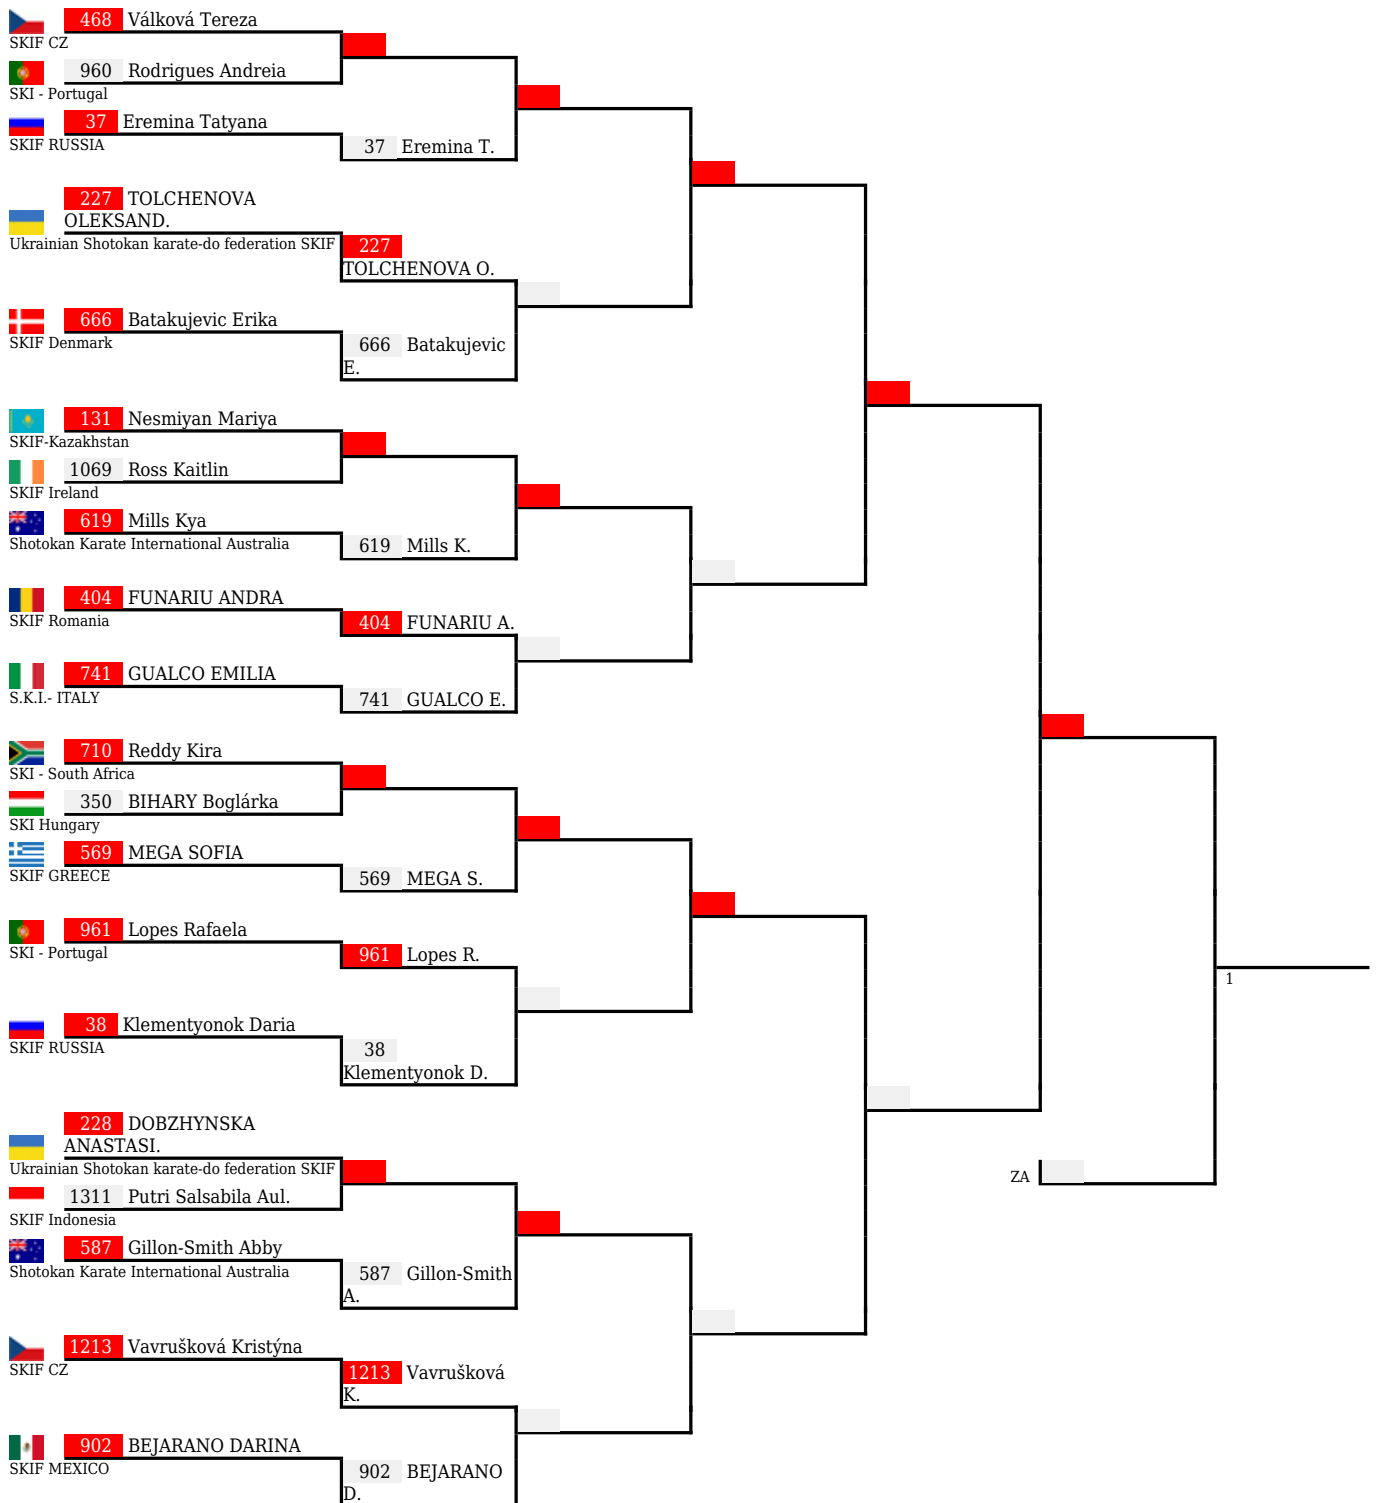 468 Válková Tereza
SKIF CZ
960 Rodrigues Andreia
SKI - Portugal
37 Eremina Tatyana
SKIF RUSSIA
37 Eremina T.
227 TOLCHENOVA
OLEKSAND.
Ukrainian Shotokan karate-do federation SKIF
227
TOLCHENOVA O.
666 Batakujevic Erika
SKIF Denmark
666 Batakujevic
E.
131 Nesmiyan Mariya
SKIF-Kazakhstan
1069 Ross Kaitlin
SKIF Ireland
619 Mills Kya
Shotokan Karate International Australia
619 Mills K.
404 FUNARIU ANDRA
SKIF Romania
404 FUNARIU A.
741 GUALCO EMILIA
S.K.I.- ITALY
741 GUALCO E.
710 Reddy Kira
SKI - South Africa
350 BIHARY Boglárka
SKI Hungary
569 MEGA SOFIA
SKIF GREECE
569 MEGA S.
961 Lopes Rafaela
SKI - Portugal
961 Lopes R.
1
38 Klementyonok Daria
SKIF RUSSIA
38
Klementyonok D.
228 DOBZHYNSKA
ANASTASI.
Ukrainian Shotokan karate-do federation SKIF
ZA
1311 Putri Salsabila Aul.
SKIF Indonesia
587 Gillon-Smith Abby
Shotokan Karate International Australia
587 Gillon-Smith
A.
1213 Vavrušková Kristýna
SKIF CZ
1213 Vavrušková
K.
902 BEJARANO DARINA
SKIF MEXICO
902 BEJARANO
D.